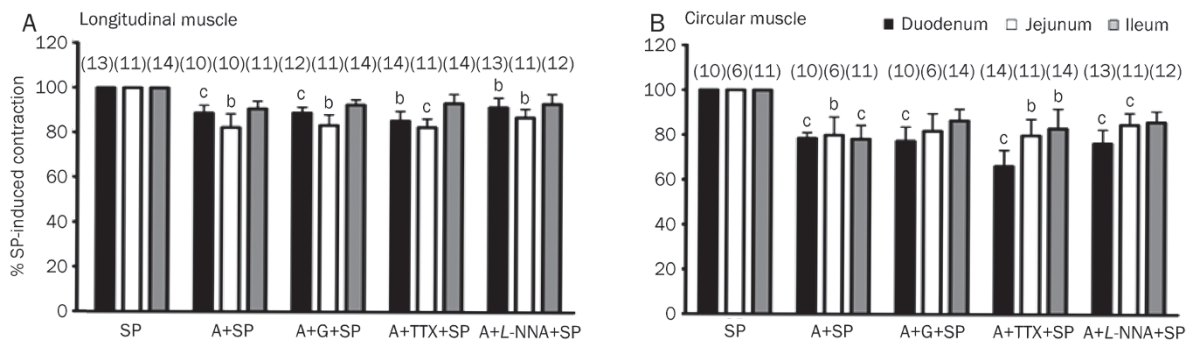 A Longitudinal muscle
% SP-induced contraction
120
100
80
60
40
20
0
(13)(11)(14) (10)(10)(11) (12)(11)(14) (14)(11)(14) (13)(11)(12)
c b c b b c b b
SP A+SP A+G+SP A+TTX+SP A+L-NNA+SP
B Circular muscle
Duodenum Jejunum Ileum
120
100
80
60
40
20
0
(10)(6)(11) (10)(6)(11) (10)(6)(14) (14)(11)(14) (13)(11)(12)
c b c c c b b c c
SP A+SP A+G+SP A+TTX+SP A+L-NNA+SP